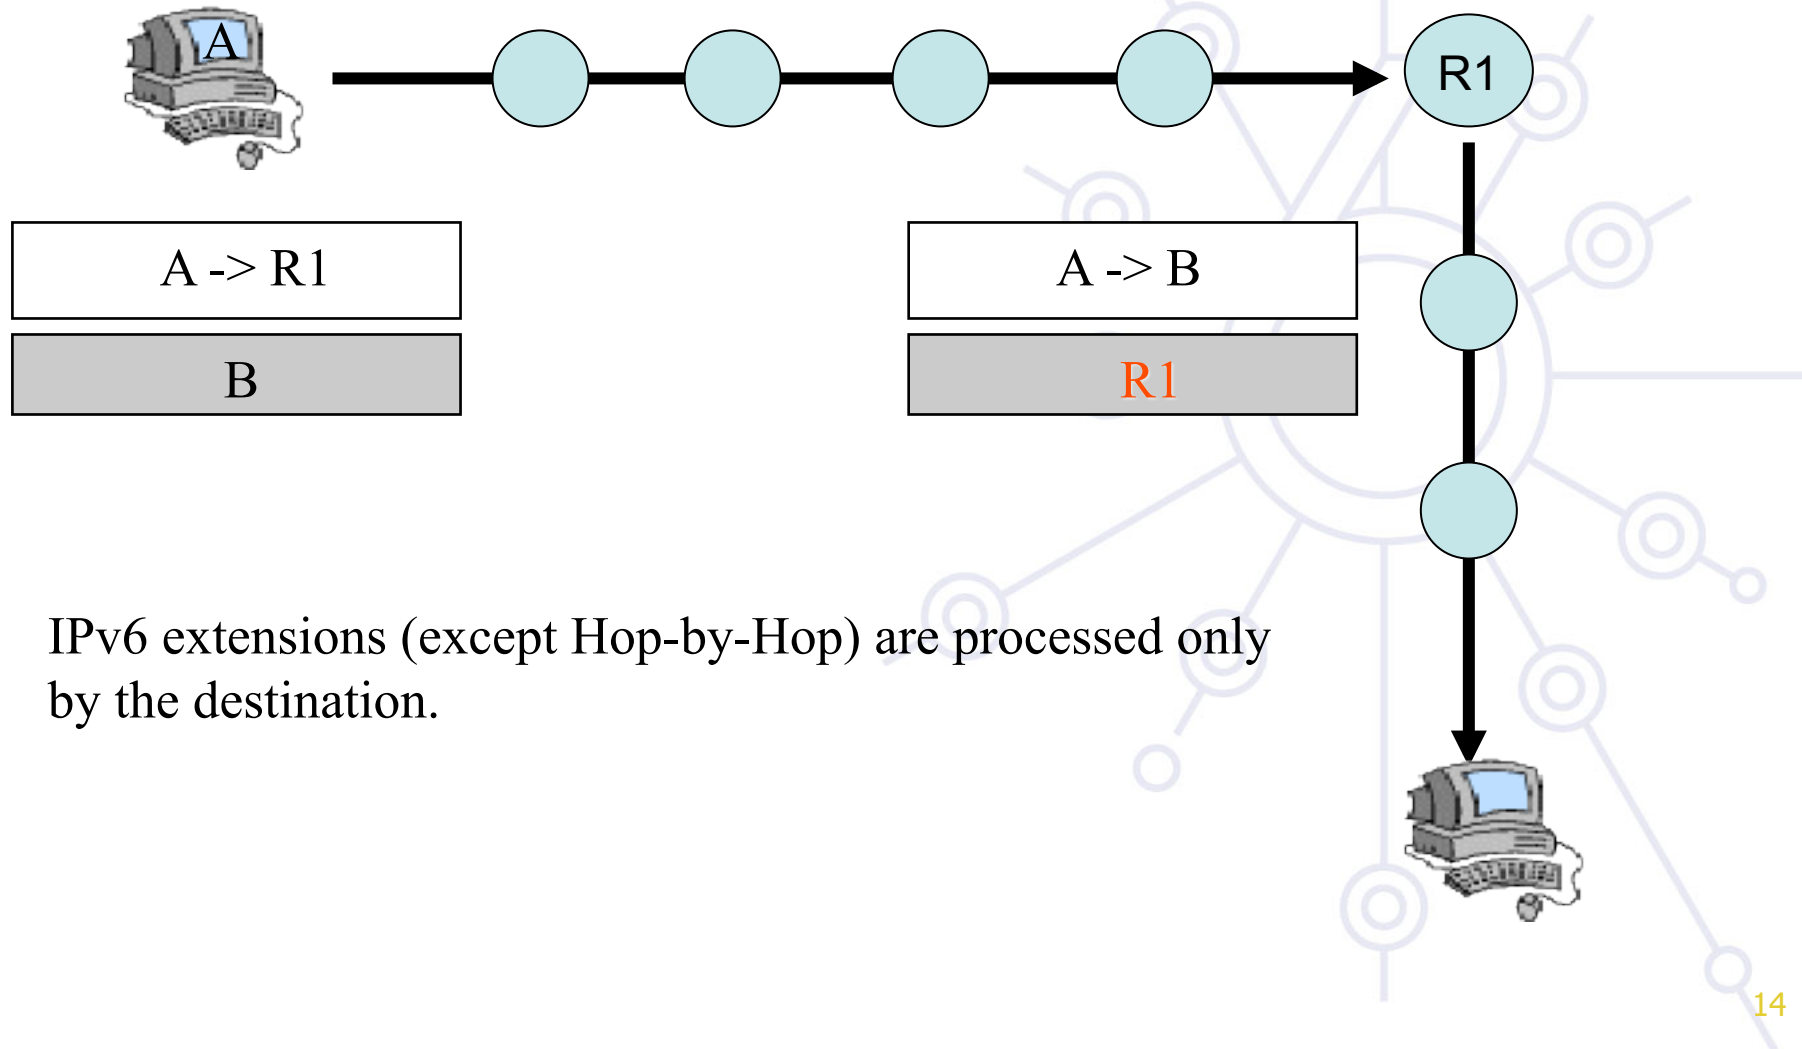 A
R1
A -> R1
A -> B
B
R1
IPv6 extensions (except Hop-by-Hop) are processed only
by the destination.
14